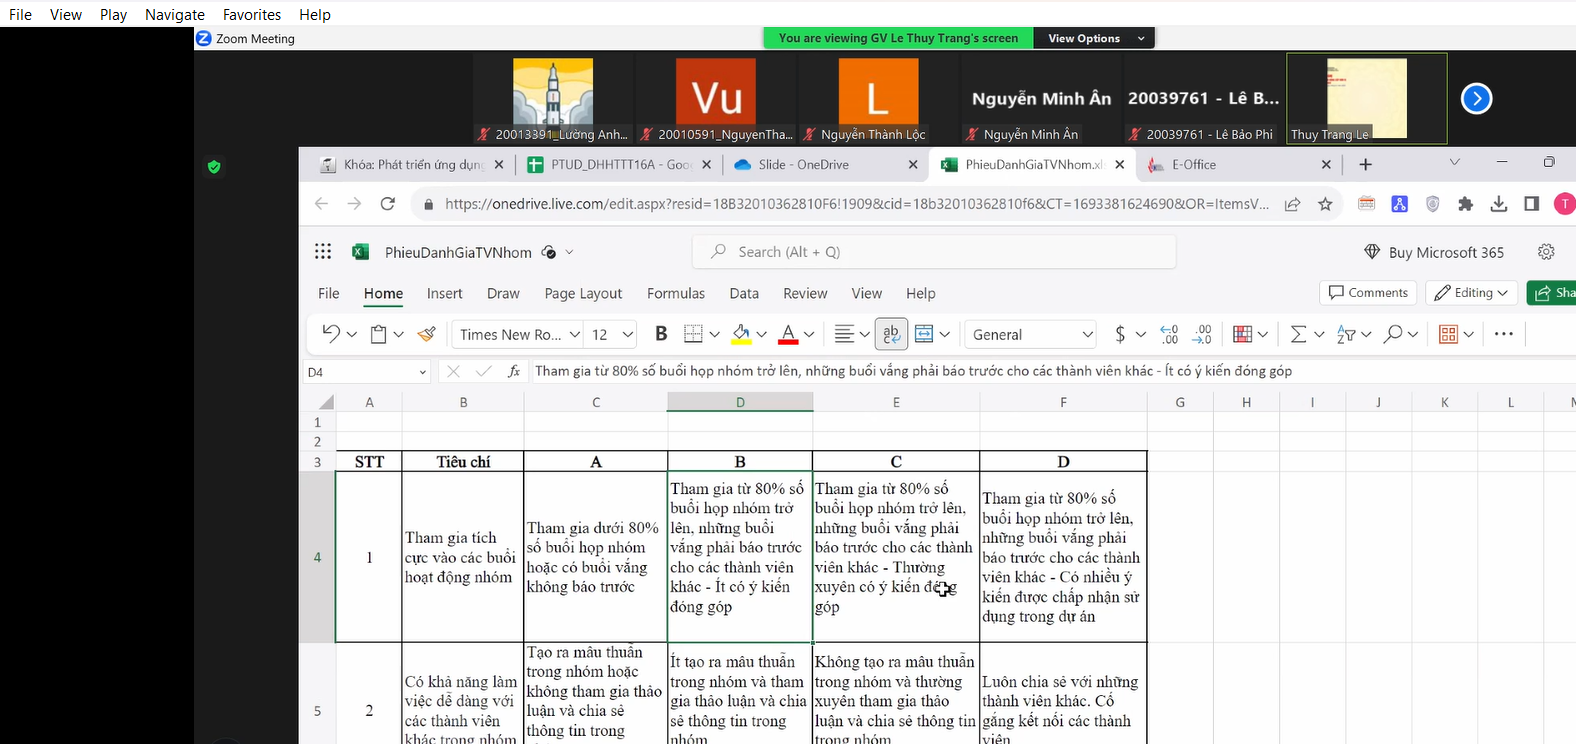 File View Play Navigate Favorites Help
Zoom Meeting
You are viewing GV Le Thuy Trang's screen
View Options
Vu
L
Nguyễn Minh Ân
20039761 - Lê B...
20013391_Lường Anh...
20010591_NguyenTha...
Nguyễn Thành Lộc
Nguyễn Minh Ân
20039761 - Lê Bảo Phi
Thuy Trang Le
Khóa: Phát triển ứng dụng
PTUD_DHHTTT16A - Goo
Slide - OneDrive
PhieuDanhGiaTVNhom.xl
E-Office
https://onedrive.live.com/edit.aspx?resid=18B32010362810F6!1909&cid=18b32010362810f6&CT=1693381624690&OR=ItemsV...
T
PhieuDanhGiaTVNhom
Search (Alt + Q)
Buy Microsoft 365
File Home Insert Draw Page Layout Formulas Data Review View Help
Comments
Editing
Sha
Times New Ro...
12
B
General
D4
fx
Tham gia từ 80% số buổi họp nhóm trở lên, những buổi vắng phải báo trước cho các thành viên khác - Ít có ý kiến đóng góp
A B C D E F G H I J K L
1
2
3
STT
Tiêu chí
A
B
C
D
4
1
Tham gia tích
cực vào các buổi
hoạt động nhóm
Tham gia dưới 80%
số buổi họp nhóm
hoặc có buổi vắng
không báo trước
Tham gia từ 80% số
buổi họp nhóm trở
lên, những buổi
vắng phải báo trước
cho các thành viên
khác - Ít có ý kiến
đóng góp
Tham gia từ 80% số
buổi họp nhóm trở lên,
những buổi vắng phải
báo trước cho các thành
viên khác - Thường
xuyên có ý kiến đóng
góp
Tham gia từ 80% số
buổi họp nhóm trở lên,
những buổi vắng phải
báo trước cho các thành
viên khác - Có nhiều ý
kiến được chấp nhận sử
dụng trong dự án
5
2
Có khả năng làm
việc dễ dàng với
các thành viên
khác trong nhóm
Tạo ra mâu thuẫn
trong nhóm hoặc
không tham gia thảo
luận và chia sẻ
thông tin trong
Ít tạo ra mâu thuẫn
trong nhóm và tham
gia thảo luận và chia
sẻ thông tin trong
nhóm
Không tạo ra mâu thuẫn
trong nhóm và thường
xuyên tham gia thảo
luận và chia sẻ thông tin
trong nhóm
Luôn chia sẻ với những
thành viên khác. Cố
gắng kết nối các thành
viên